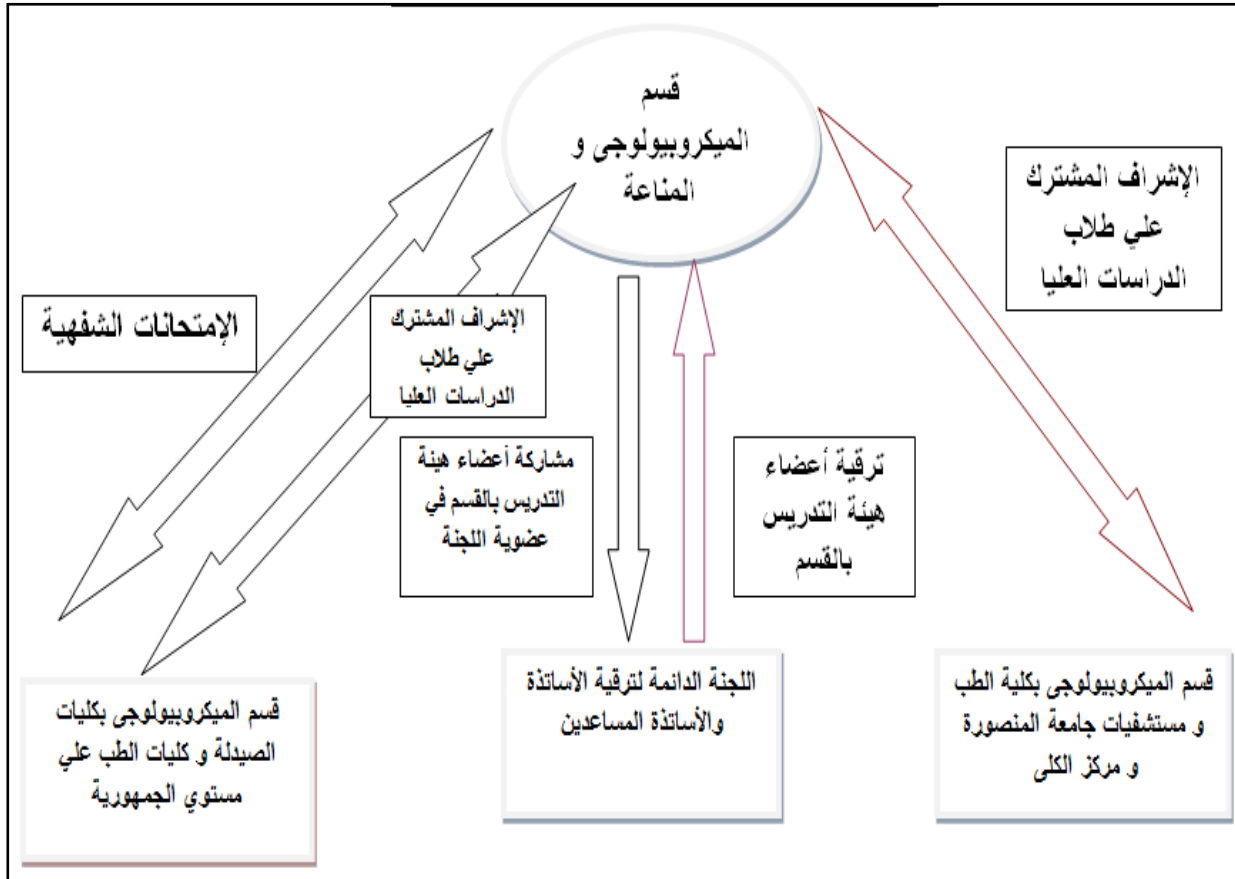 قسم
الميكروبيولوجى و
المناعة
الإشراف المشترك
علي طلاب
الدراسات العليا
الإمتحانات الشفهية
الإشراف المشترك
علي طلاب
الدراسات العليا
ترقية أعضاء
هيئة التدريس
بالقسم
مشاركة أعضاء هيئة
التدريس بالقسم في
عضوية اللجنة
قسم الميكروبيولوجى بكلية الطب
و مستشفيات جامعة المنصورة
و مركز الكلى
اللجنة الدائمة لترقية الأساتذة
والأساتذة المساعدين
قسم الميكروبيولوجى بكليات
الصيدلة و كليات الطب علي
مستوي الجمهورية